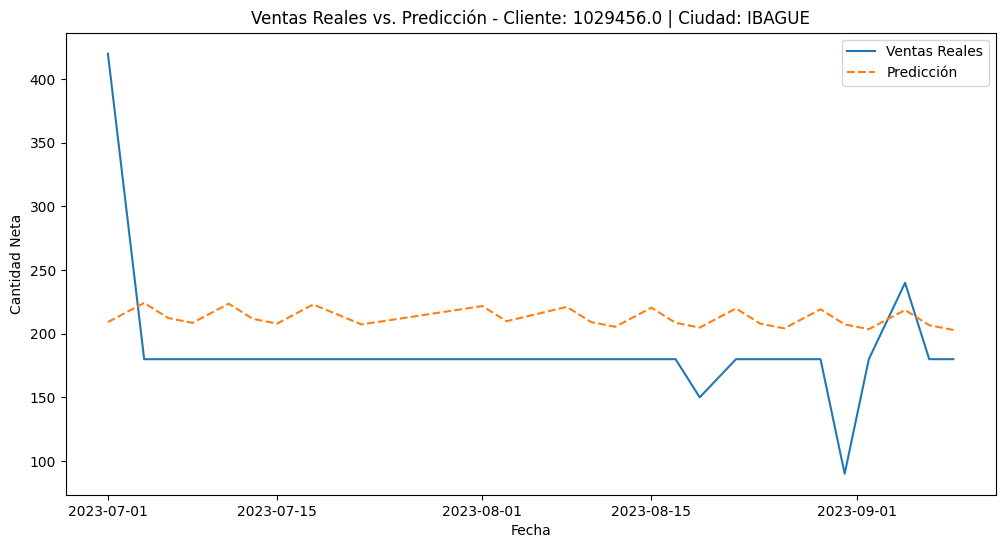 Ventas Reales vs. Predicción - Cliente: 1029456.0 | Ciudad: IBAGUE
Ventas Reales
Predicción
400
350
300
250
200
150
100
Cantidad Neta
2023-07-01
2023-07-15
2023-08-01
2023-08-15
2023-09-01
Fecha